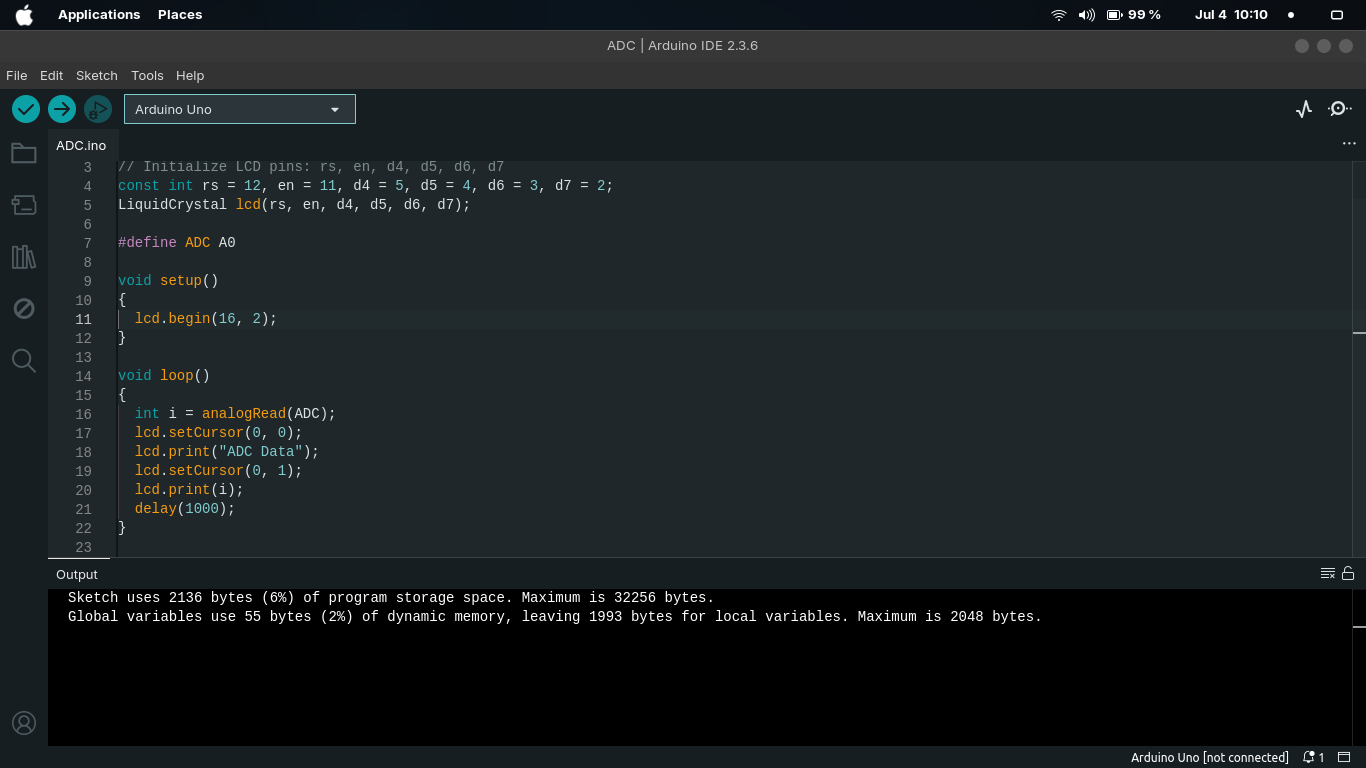 Applications Places 99 % Jul 4 10:10
ADC | Arduino IDE 2.3.6
File Edit Sketch Tools Help
Arduino Uno
ADC.ino
3 // Initialize LCD pins: rs, en, d4, d5, d6, d7
4 const int rs = 12, en = 11, d4 = 5, d5 = 4, d6 = 3, d7 = 2;
5 LiquidCrystal lcd(rs, en, d4, d5, d6, d7);
6
7 #define ADC A0
8
9 void setup()
10 {
11   lcd.begin(16, 2);
12 }
13
14 void loop()
15 {
16   int i = analogRead(ADC);
17   lcd.setCursor(0, 0);
18   lcd.print("ADC Data");
19   lcd.setCursor(0, 1);
20   lcd.print(i);
21   delay(1000);
22 }
23
Output
Sketch uses 2136 bytes (6%) of program storage space. Maximum is 32256 bytes.
Global variables use 55 bytes (2%) of dynamic memory, leaving 1993 bytes for local variables. Maximum is 2048 bytes.
Arduino Uno [not connected] 1